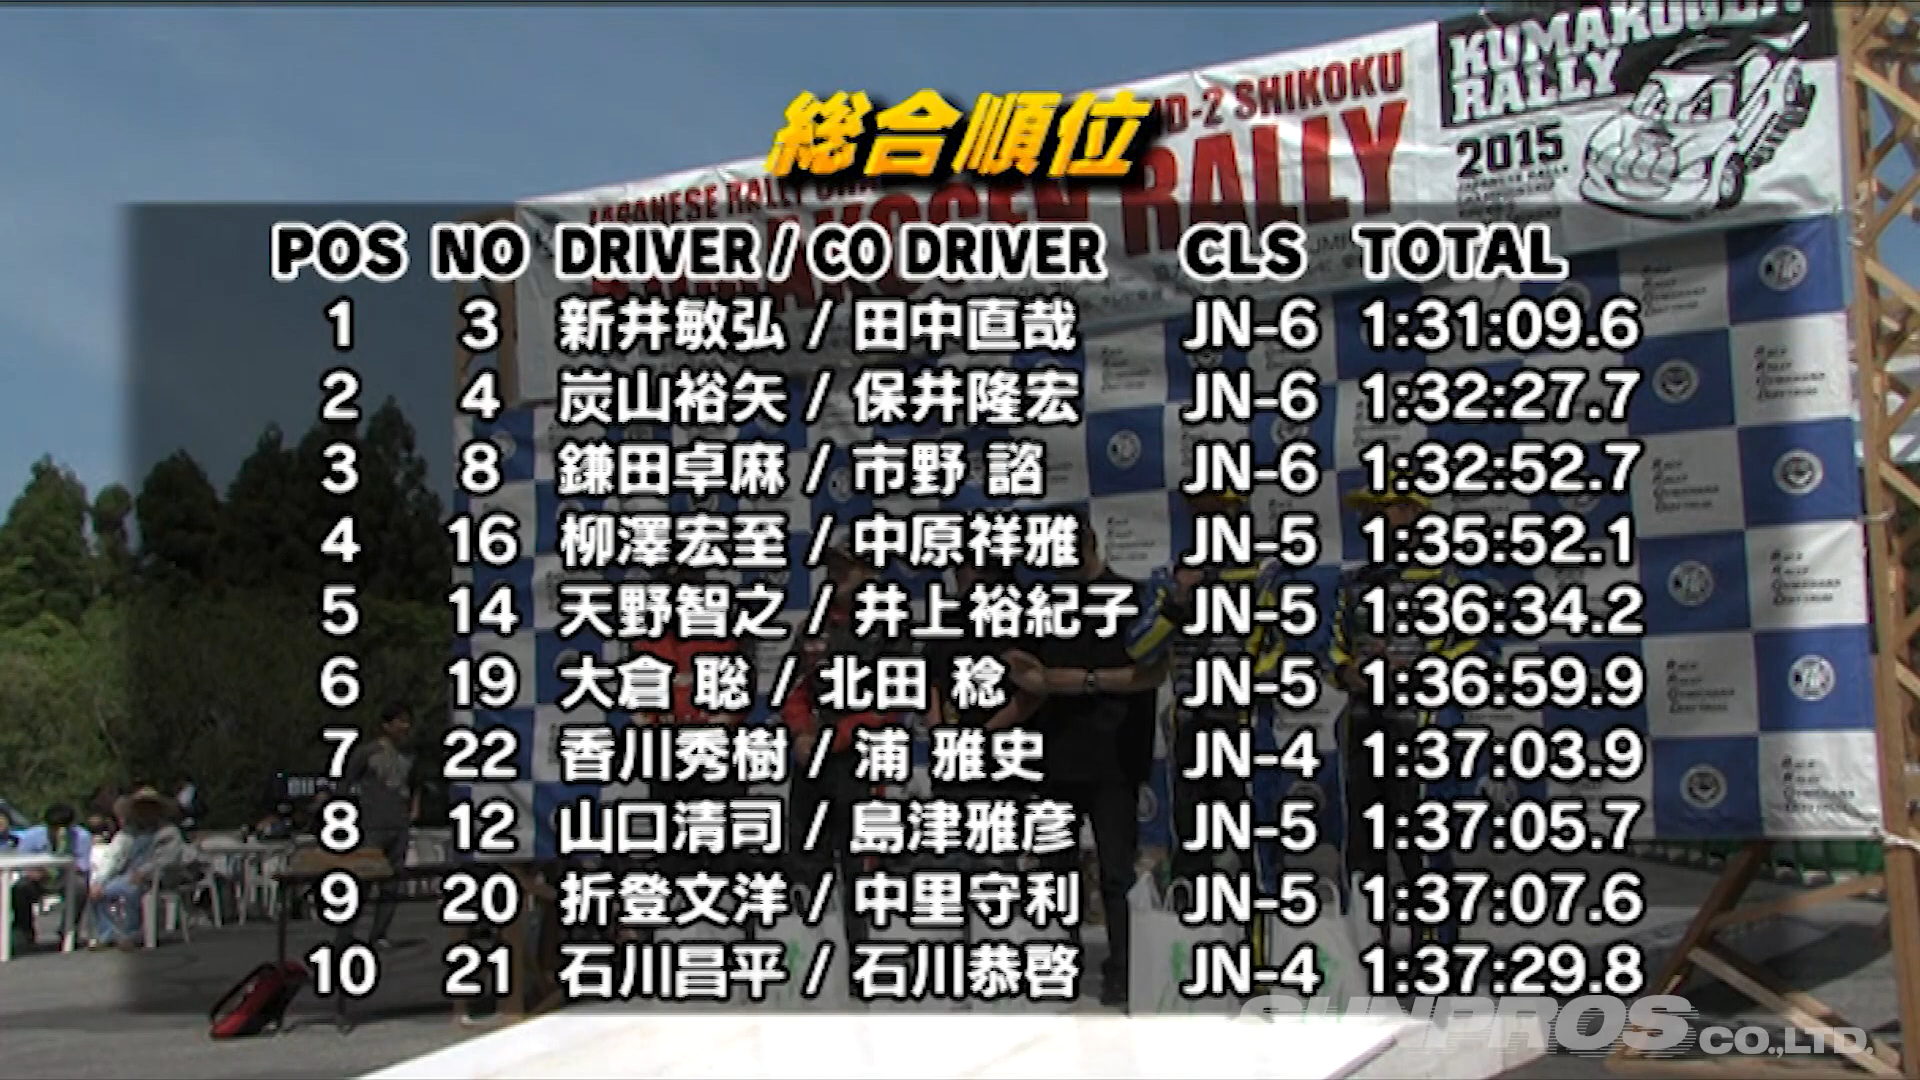 KUMAKOGEN
RALLY
2015
ND-2 SHIKOKU
JAPANESE RALLY
RALLY
総合順位
POS NO DRIVER / CO DRIVER CLS TOTAL
1 3 新井敏弘 / 田中直哉 JN-6 1:31:09.6
2 4 炭山裕矢 / 保井隆宏 JN-6 1:32:27.7
3 8 鎌田卓麻 / 市野 諮 JN-6 1:32:52.7
4 16 柳澤宏至 / 中原祥雅 JN-5 1:35:52.1
5 14 天野智之 / 井上裕紀子 JN-5 1:36:34.2
6 19 大倉 聡 / 北田 稔 JN-5 1:36:59.9
7 22 香川秀樹 / 浦 雅史 JN-4 1:37:03.9
8 12 山口清司 / 島津雅彦 JN-5 1:37:05.7
9 20 折登文洋 / 中里守利 JN-5 1:37:07.6
10 21 石川昌平 / 石川恭啓 JN-4 1:37:29.8
SUNPROS CO.,LTD.